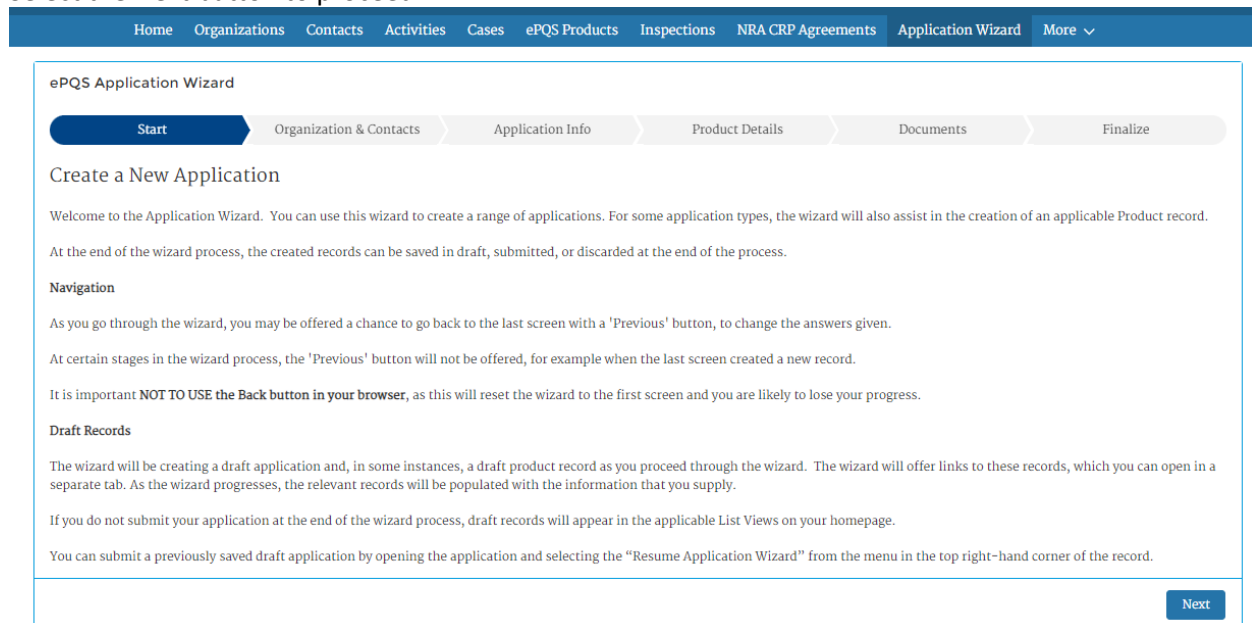 Home Organizations Contacts Activities Cases ePQS Products Inspections NRA CRP Agreements Application Wizard More
ePQS Application Wizard
Start Organization & Contacts Application Info Product Details Documents Finalize
Create a New Application
Welcome to the Application Wizard. You can use this wizard to create a range of applications. For some application types, the wizard will also assist in the creation of an applicable Product record.
At the end of the wizard process, the created records can be saved in draft, submitted, or discarded at the end of the process.
Navigation
As you go through the wizard, you may be offered a chance to go back to the last screen with a 'Previous' button, to change the answers given.
At certain stages in the wizard process, the 'Previous' button will not be offered, for example when the last screen created a new record.
It is important NOT TO USE the Back button in your browser, as this will reset the wizard to the first screen and you are likely to lose your progress.
Draft Records
The wizard will be creating a draft application and, in some instances, a draft product record as you proceed through the wizard. The wizard will offer links to these records, which you can open in a
separate tab. As the wizard progresses, the relevant records will be populated with the information that you supply.
If you do not submit your application at the end of the wizard process, draft records will appear in the applicable List Views on your homepage.
You can submit a previously saved draft application by opening the application and selecting the “Resume Application Wizard” from the menu in the top right-hand corner of the record.
Next